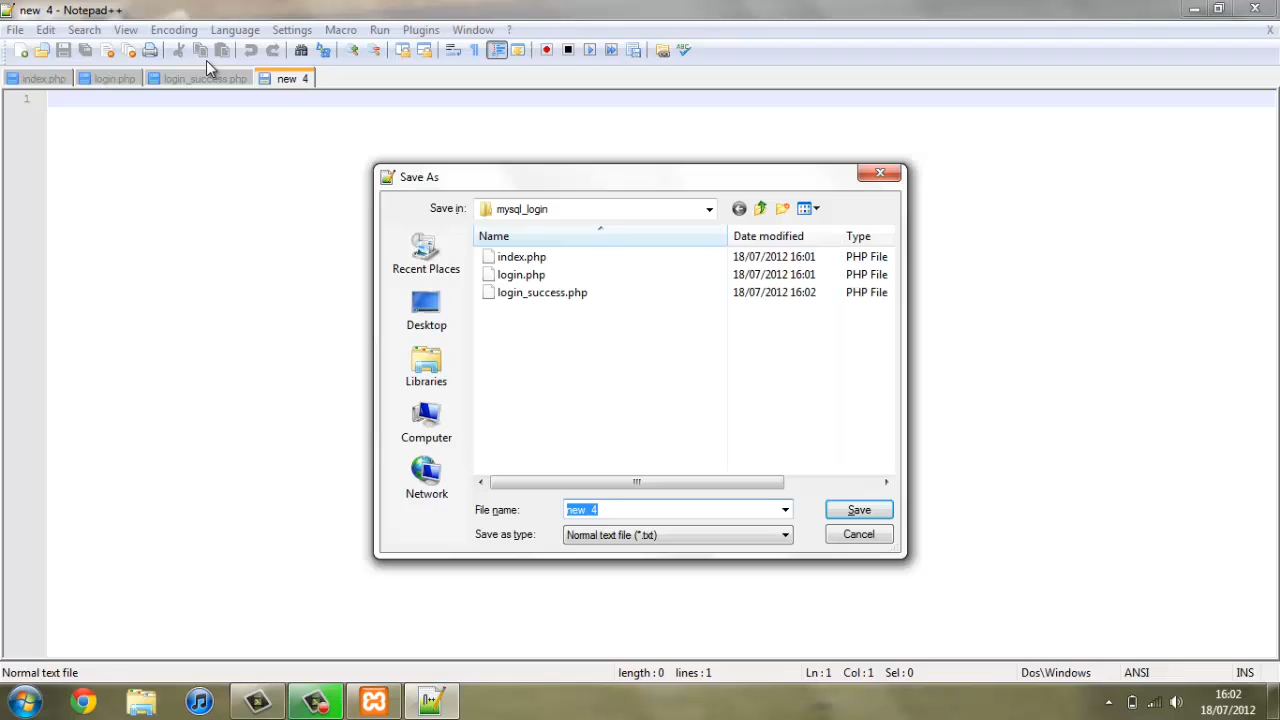 new 4 - Notepad++
File Edit Search View Encoding Language Settings Macro Run Plugins Window ? X
index.php login.php login_success.php new 4
1
Save As
Save in: mysql_login
Name Date modified Type
index.php 18/07/2012 16:01 PHP File
login.php 18/07/2012 16:01 PHP File
login_success.php 18/07/2012 16:02 PHP File
Recent Places
Desktop
Libraries
Computer
Network
File name: new 4 Save
Save as type: Normal text file (*.txt) Cancel
Normal text file length : 0 lines : 1 Ln : 1 Col : 1 Sel : 0 Dos\Windows ANSI INS
16:02
18/07/2012